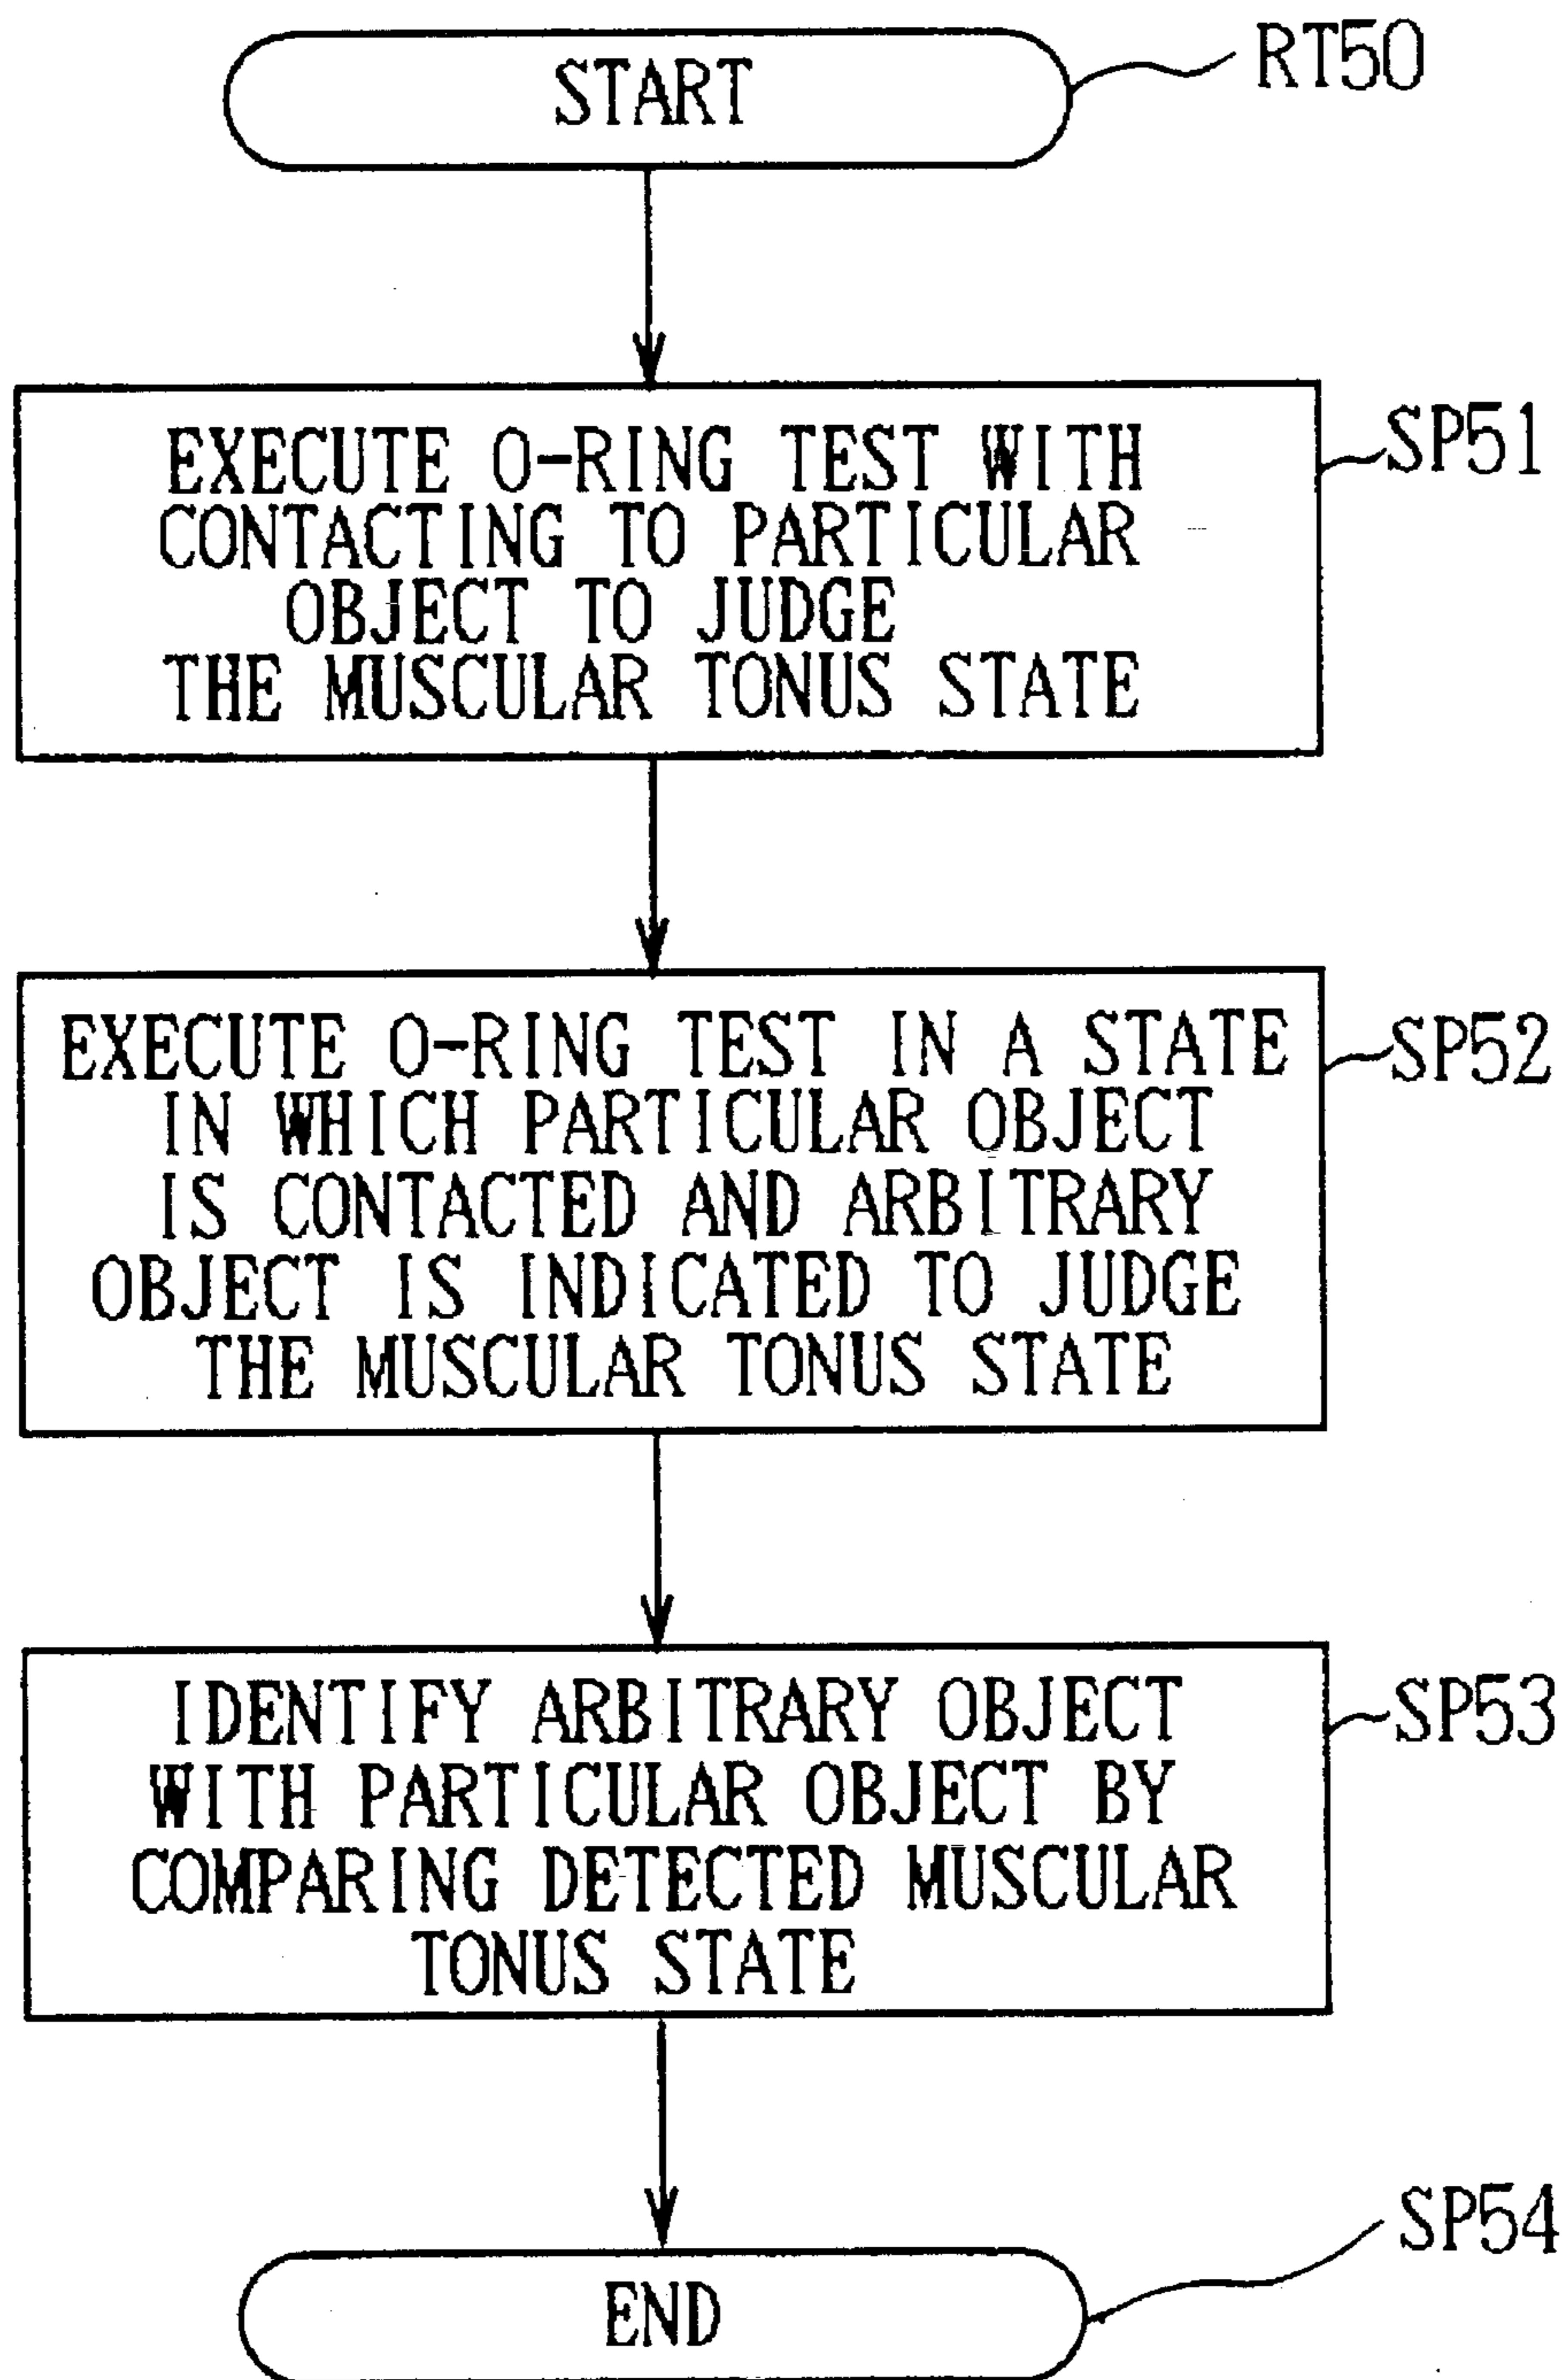 START
RT50
EXECUTE O-RING TEST WITH
CONTACTING TO PARTICULAR
OBJECT TO JUDGE
THE MUSCULAR TONUS STATE
SP51
EXECUTE O-RING TEST IN A STATE
IN WHICH PARTICULAR OBJECT
IS CONTACTED AND ARBITRARY
OBJECT IS INDICATED TO JUDGE
THE MUSCULAR TONUS STATE
SP52
IDENTIFY ARBITRARY OBJECT
WITH PARTICULAR OBJECT BY
COMPARING DETECTED MUSCULAR
TONUS STATE
SP53
END
SP54